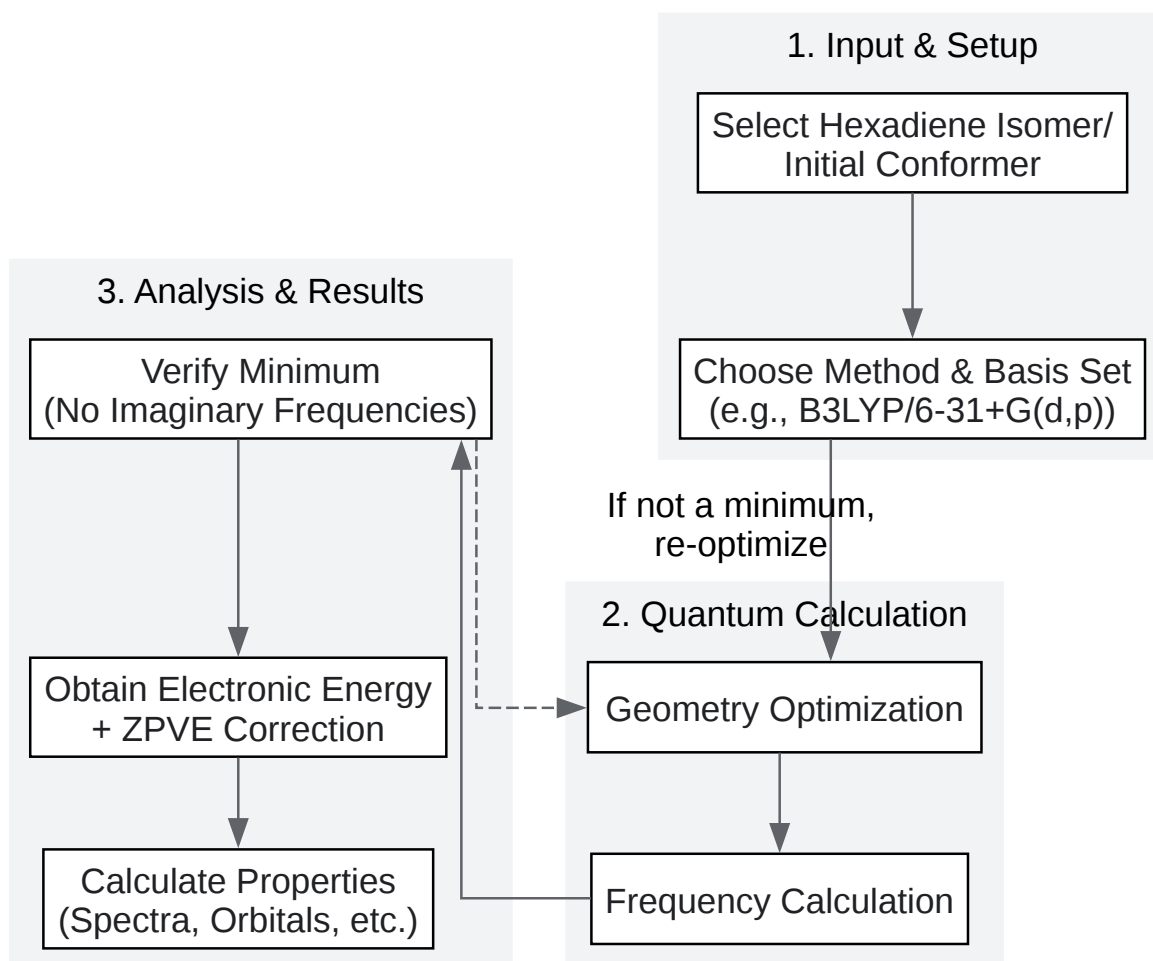 1. Input & Setup
Select Hexadiene Isomer/
Initial Conformer
Choose Method & Basis Set
(e.g., B3LYP/6-31+G(d,p))
If not a minimum,
re-optimize
2. Quantum Calculation
Geometry Optimization
Frequency Calculation
3. Analysis & Results
Verify Minimum
(No Imaginary Frequencies)
Obtain Electronic Energy
+ ZPVE Correction
Calculate Properties
(Spectra, Orbitals, etc.)